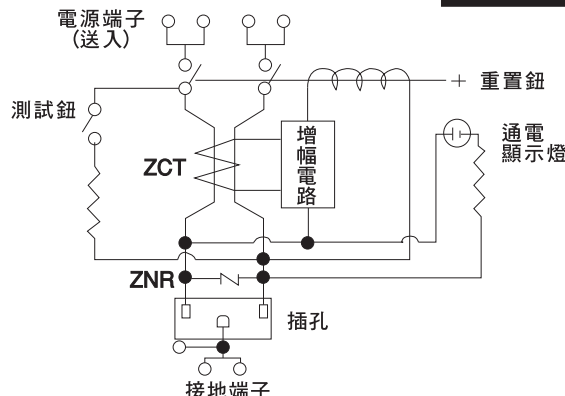 電源端子
(送入)
測試鈕
重置鈕
增幅電路
通電
顯示燈
ZCT
ZNR
插孔
接地端子